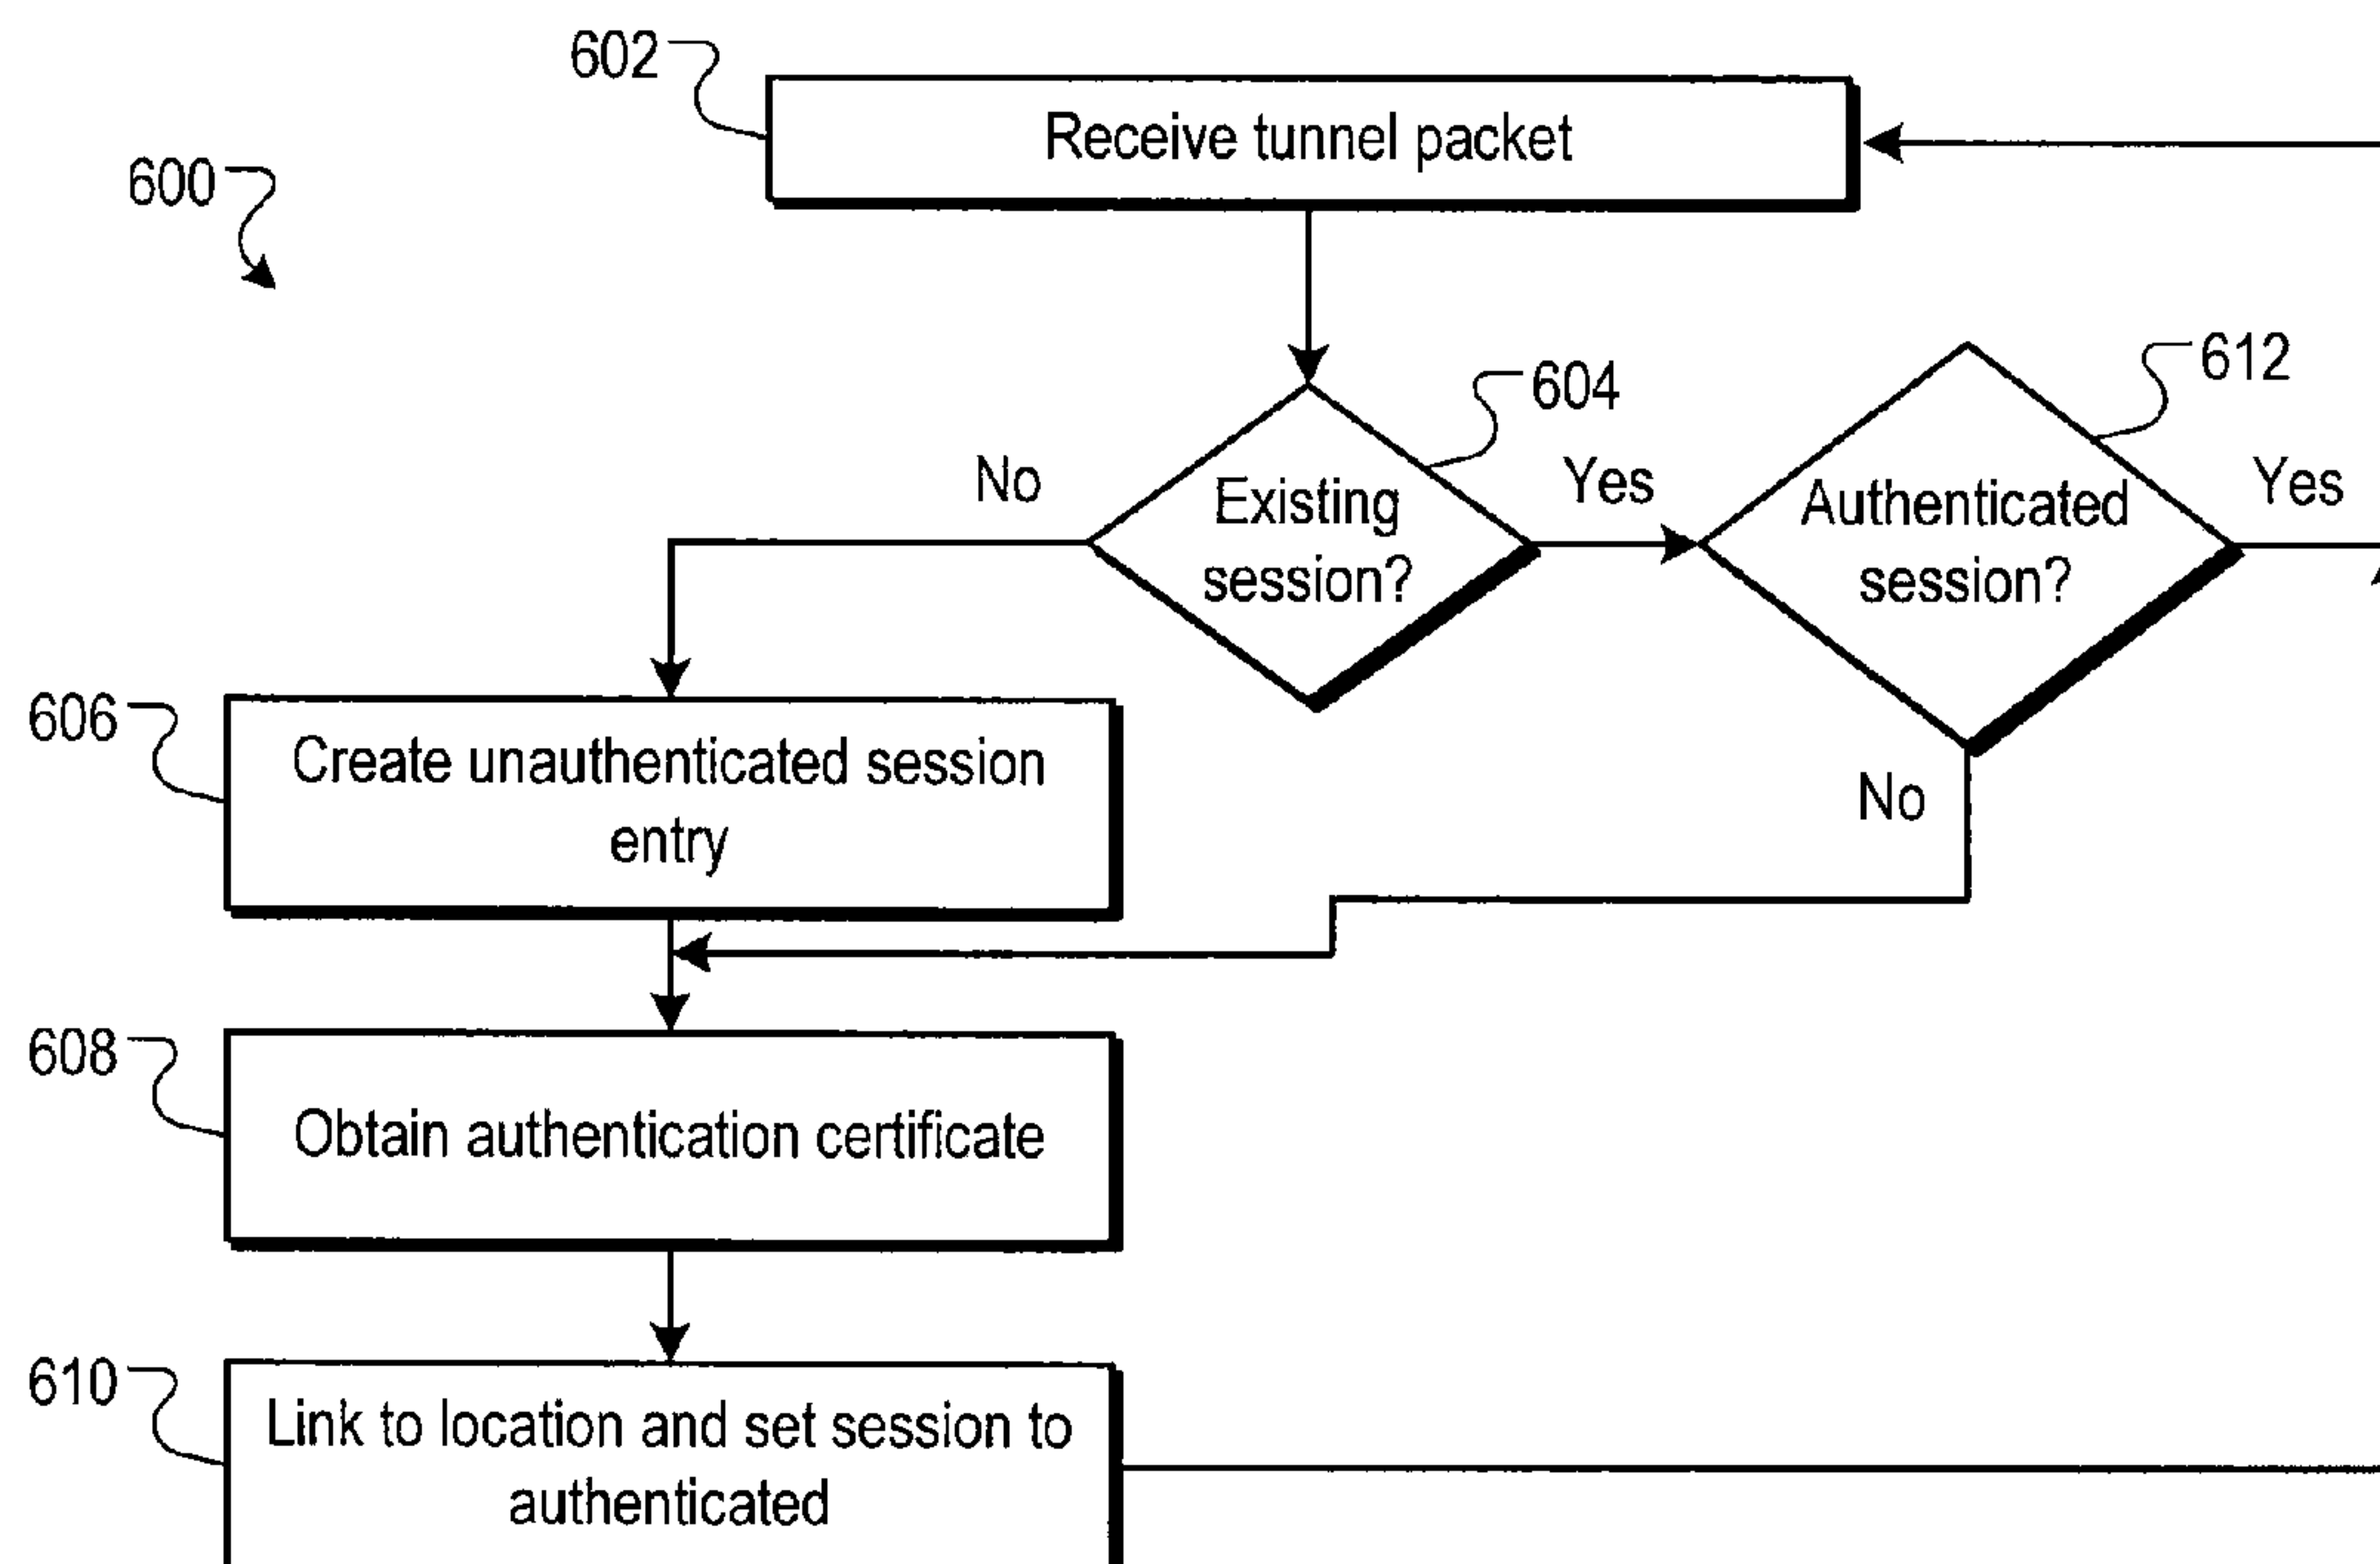 602
Receive tunnel packet
600
604
612
No
Existing
session?
Yes
Authenticated
session?
Yes
606
Create unauthenticated session
entry
No
608
Obtain authentication certificate
610
Link to location and set session to
authenticated